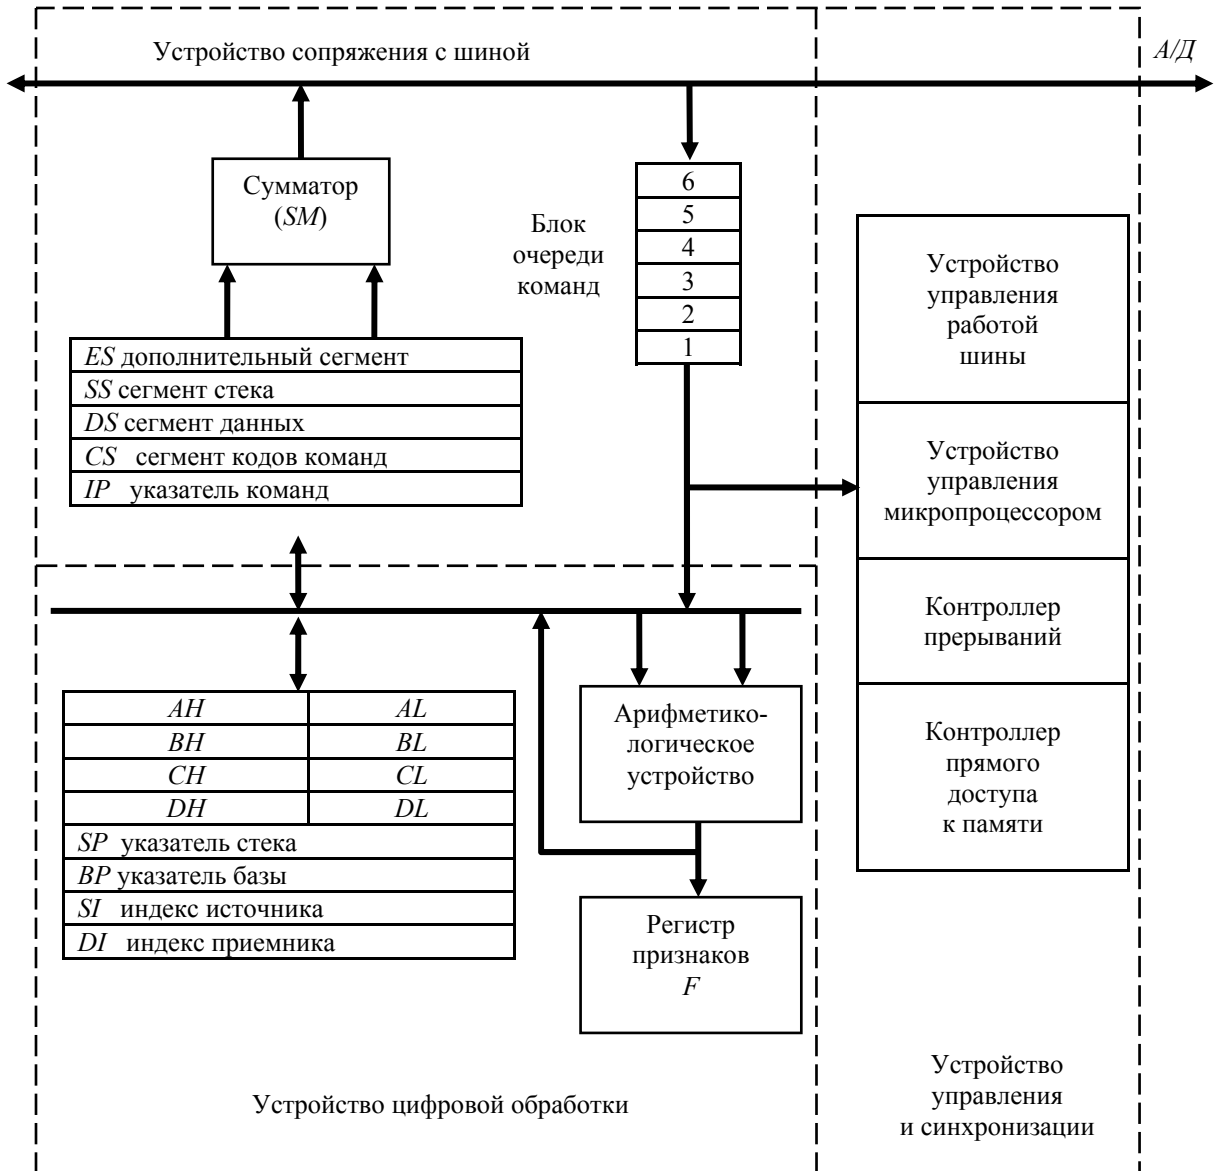 Устройство сопряжения с шиной
А/Д
Сумматор
(SM)
Блок
очереди
команд
6
5
4
3
2
1
ES дополнительный сегмент
SS сегмент стека
DS сегмент данных
CS сегмент кодов команд
IP указатель команд
Устройство
управления
работой
шины
Устройство
управления
микропроцессором
Контроллер
прерываний
Контроллер
прямого
доступа
к памяти
AH AL
BH BL
CH CL
DH DL
SP указатель стека
BP указатель базы
SI индекс источника
DI индекс приемника
Арифметико-
логическое
устройство
Регистр
признаков
F
Устройство цифровой обработки
Устройство
управления
и синхронизации